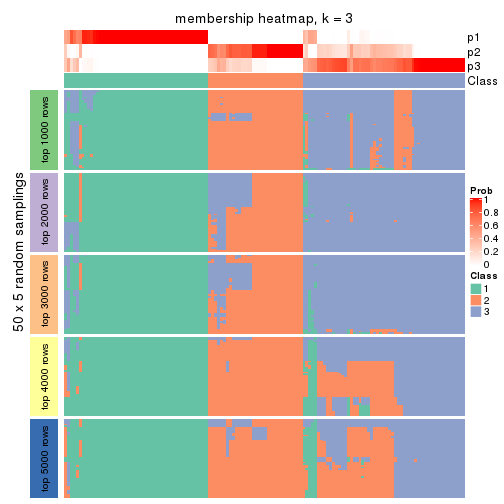 membership heatmap, k = 3
p1
p2
p3
Class
50 x 5 random samplings
top 1000 rows
top 2000 rows
top 3000 rows
top 4000 rows
top 5000 rows
Prob
1
0.8
0.6
0.4
0.2
0
Class
1
2
3